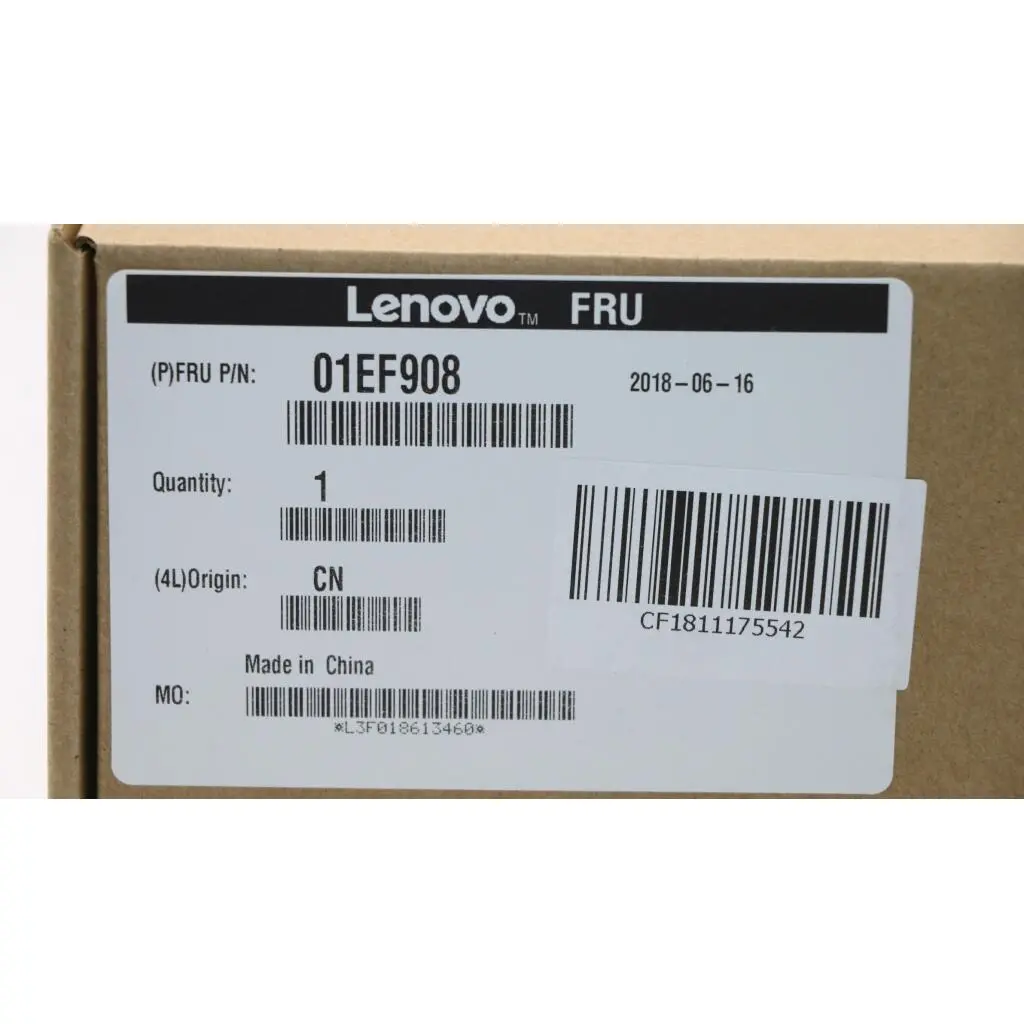 Lenovo™ FRU
(P)FRU P/N: 01EF908 2018-06-16
Quantity: 1
(4L)Origin: CN
CF1811175542
Made in China
MO:
*L3F018613460*